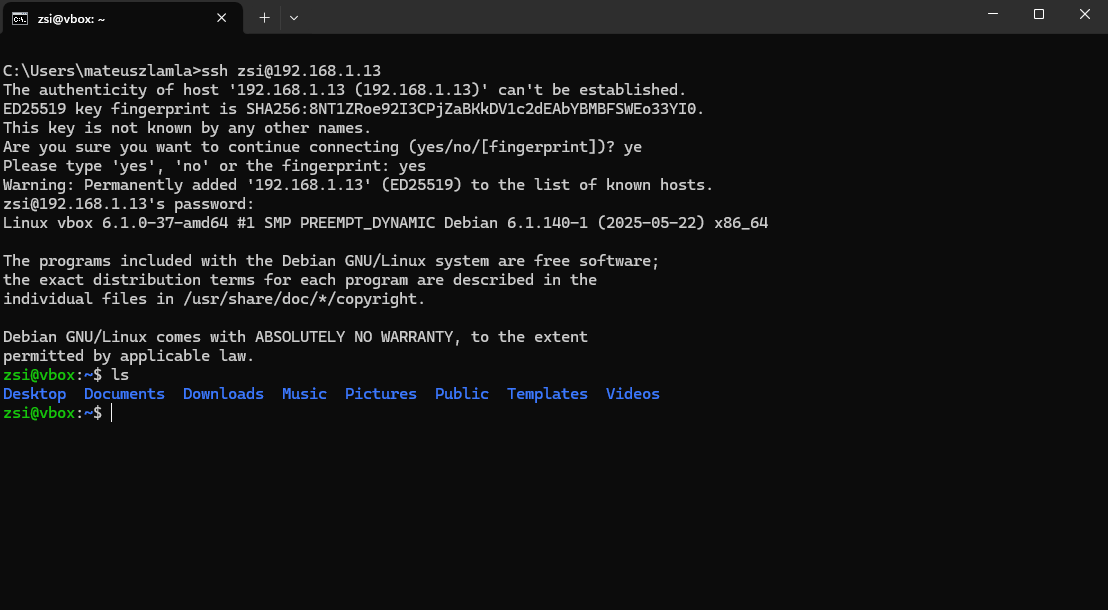 zsi@vbox: ~
C:\Users\mateuszlamla>ssh zsi@192.168.1.13
The authenticity of host '192.168.1.13 (192.168.1.13)' can't be established.
ED25519 key fingerprint is SHA256:8NT1ZRoe92I3CPjZaBKkDV1c2dEAbYBMBFSWEo33YI0.
This key is not known by any other names.
Are you sure you want to continue connecting (yes/no/[fingerprint])? ye
Please type 'yes', 'no' or the fingerprint: yes
Warning: Permanently added '192.168.1.13' (ED25519) to the list of known hosts.
zsi@192.168.1.13's password:
Linux vbox 6.1.0-37-amd64 #1 SMP PREEMPT_DYNAMIC Debian 6.1.140-1 (2025-05-22) x86_64
The programs included with the Debian GNU/Linux system are free software;
the exact distribution terms for each program are described in the
individual files in /usr/share/doc/*/copyright.
Debian GNU/Linux comes with ABSOLUTELY NO WARRANTY, to the extent
permitted by applicable law.
zsi@vbox:~$ ls
Desktop  Documents  Downloads  Music  Pictures  Public  Templates  Videos
zsi@vbox:~$